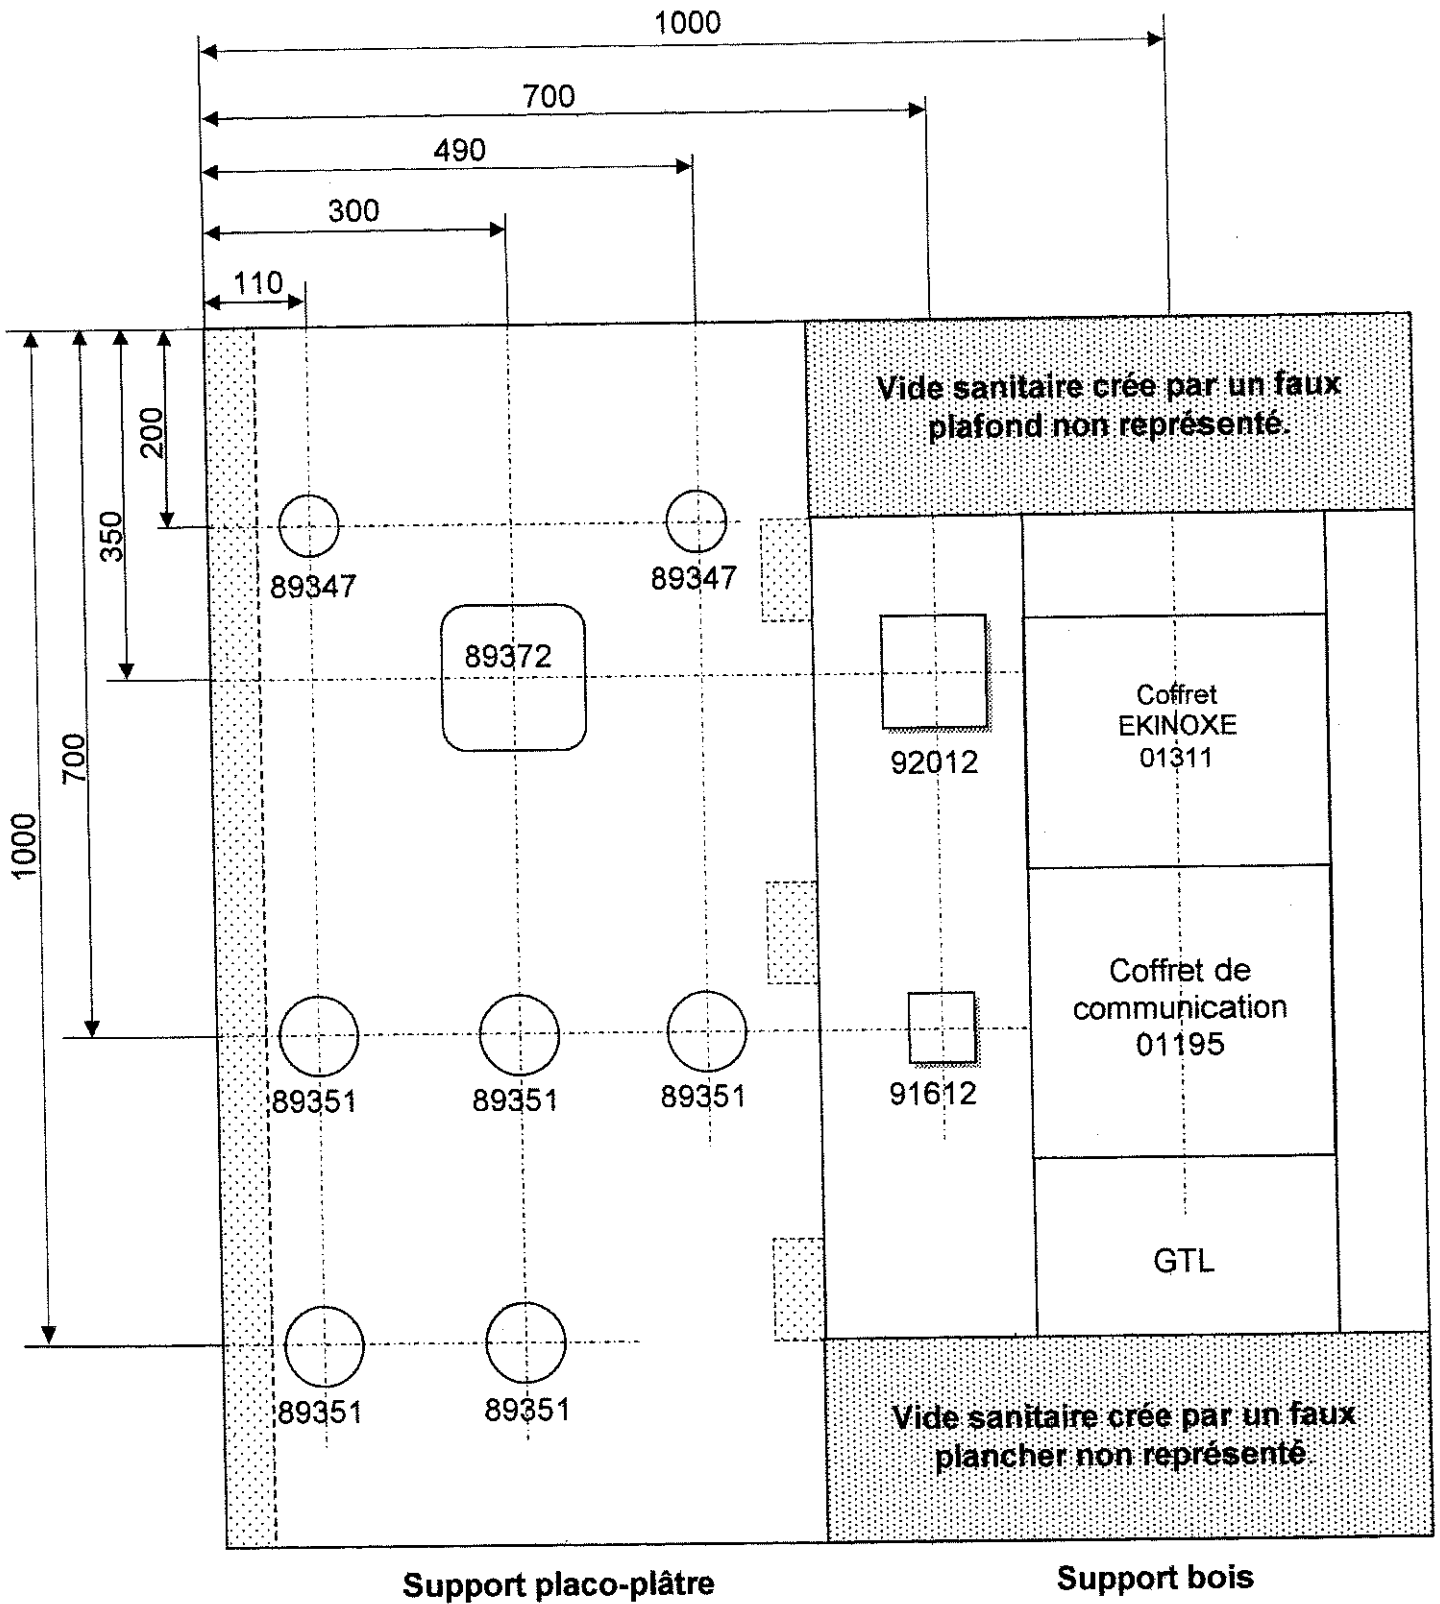 1000
700
490
300
110
200
350
700
1000
Vide sanitaire crée par un faux
plafond non représenté.
89347
89347
89372
92012
Coffret
EKINOXE
01311
Coffret de
communication
01195
89351
89351
89351
91612
GTL
89351
89351
Vide sanitaire crée par un faux
plancher non représenté
Support placo-plâtre
Support bois